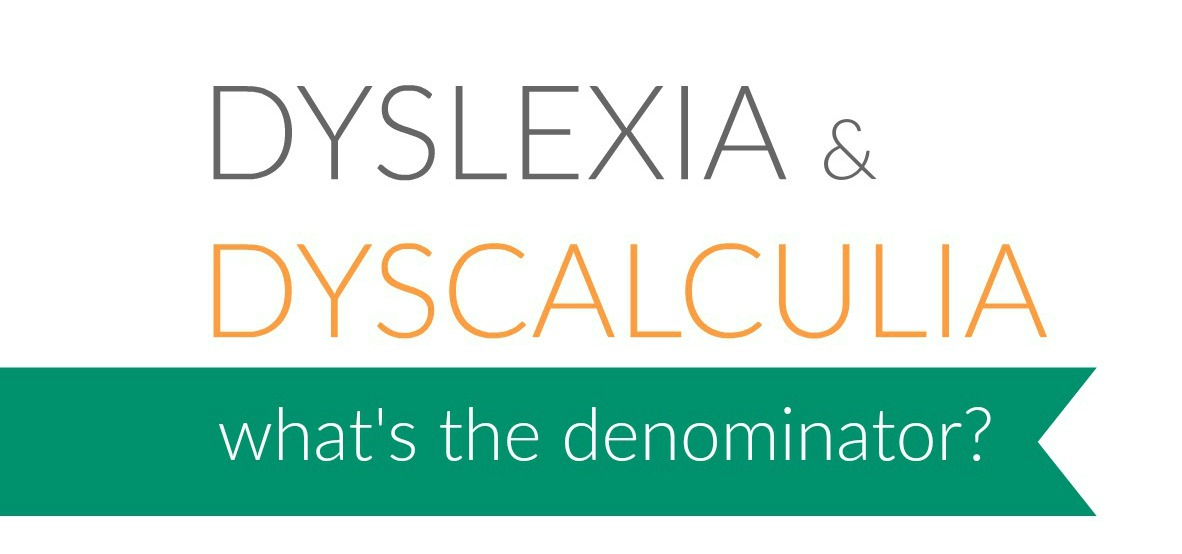 DYSLEXIA &
DYSCALCULIA
what's the denominator?